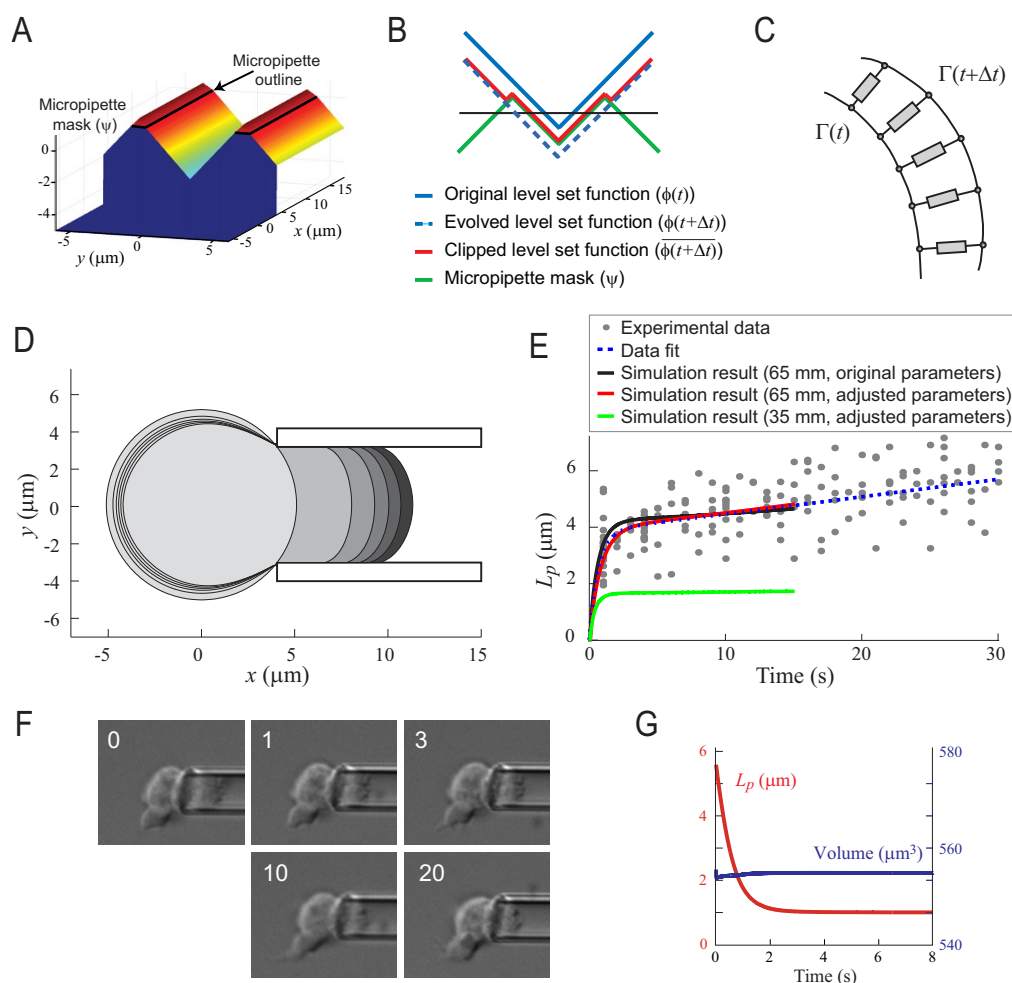 A
Micropipette
outline
Micropipette
mask (ψ)
0
-2
-4
-5
0
5
y (μm)
0
5
10
15
x (μm)
B
Original level set function (ϕ(t))
Evolved level set function (ϕ(t+Δt))
Clipped level set function (ϕ(t+Δt))
Micropipette mask (ψ)
C
Γ(t+Δt)
Γ(t)
D
6
4
2
0
-2
-4
-6
y (μm)
-5
0
5
10
15
x (μm)
E
Experimental data
Data fit
Simulation result (65 mm, original parameters)
Simulation result (65 mm, adjusted parameters)
Simulation result (35 mm, adjusted parameters)
6
4
2
0
Lp (μm)
0
10
20
30
Time (s)
F
0
1
3
10
20
G
6
4
2
0
Lp (μm)
580
560
540
Volume (μm³)
0
2
4
6
8
Time (s)